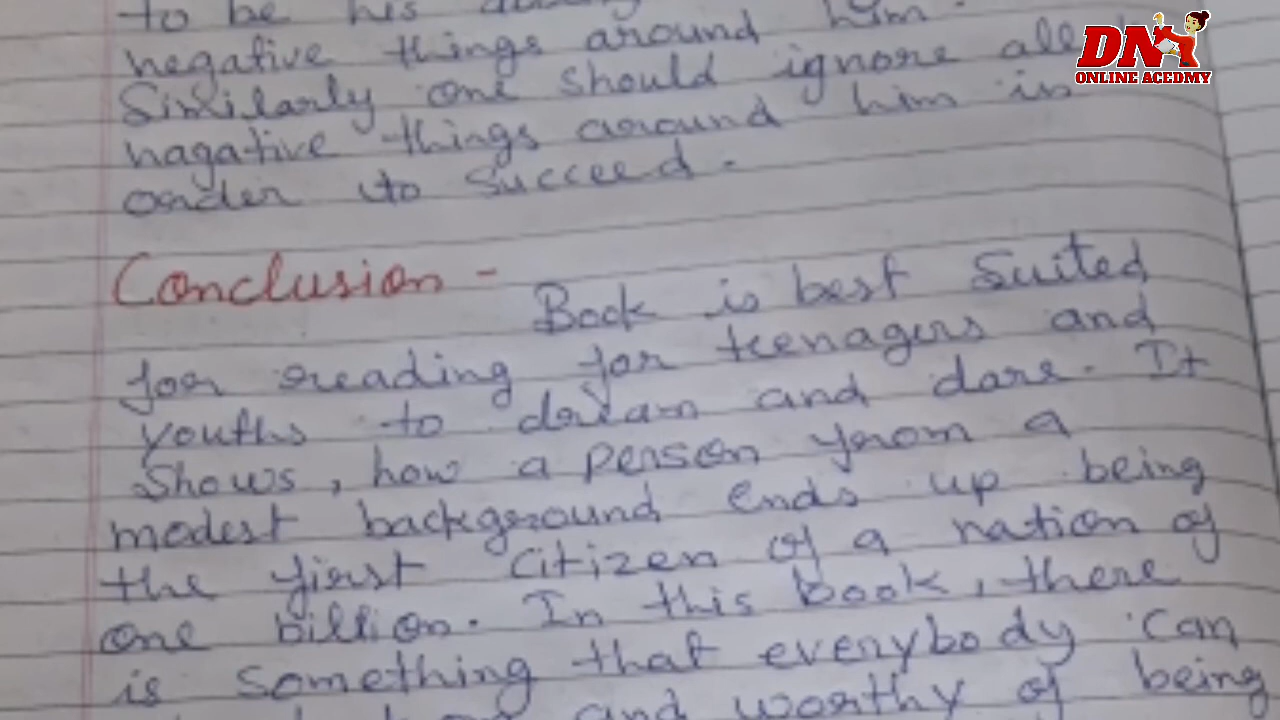 to be his
negative things around him.
Similarly one should ignore all
nagative things around him in
order to succeed.
Conclusion - Book is best Suited
for reading for teenagers and
youths to dream and dare. It
Shows, how a person from a
modest background ends up being
the first Citizen of a nation of
one billion. In this book, there
is something that everybody Can
and worthy of being
DNA
ONLINE ACEDMY